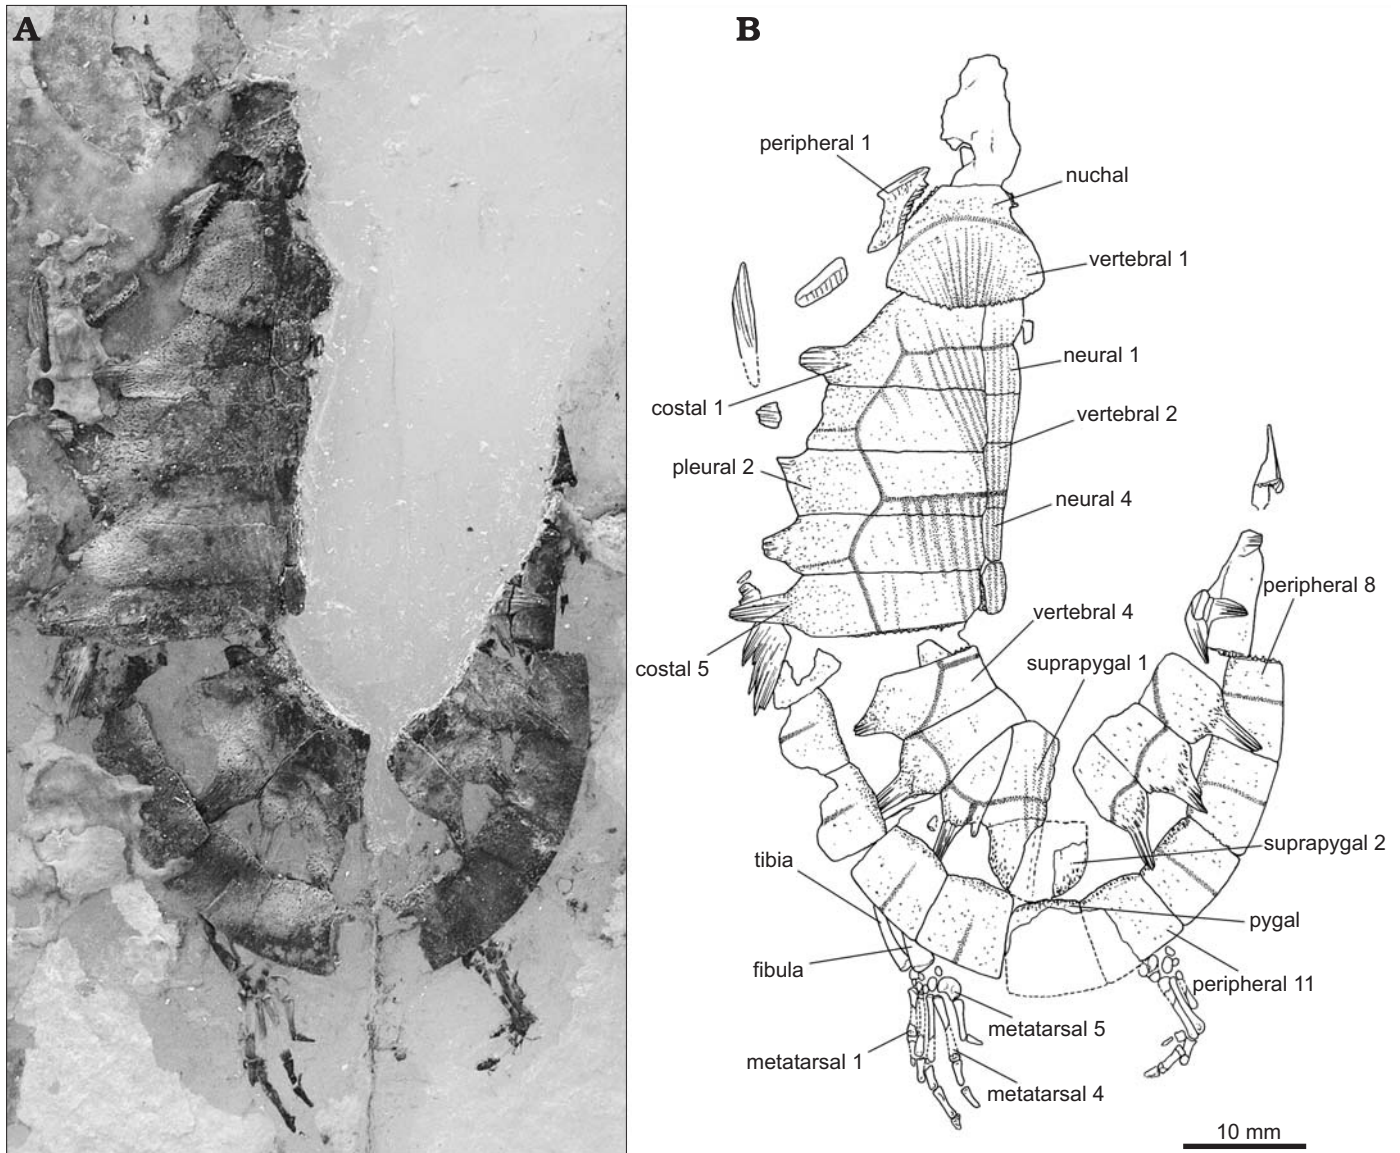 A
B
peripheral 1
nuchal
vertebral 1
neural 1
costal 1
vertebral 2
pleural 2
neural 4
peripheral 8
vertebral 4
suprapygal 1
costal 5
suprapygal 2
tibia
pygal
fibula
peripheral 11
metatarsal 5
metatarsal 1
metatarsal 4
10 mm